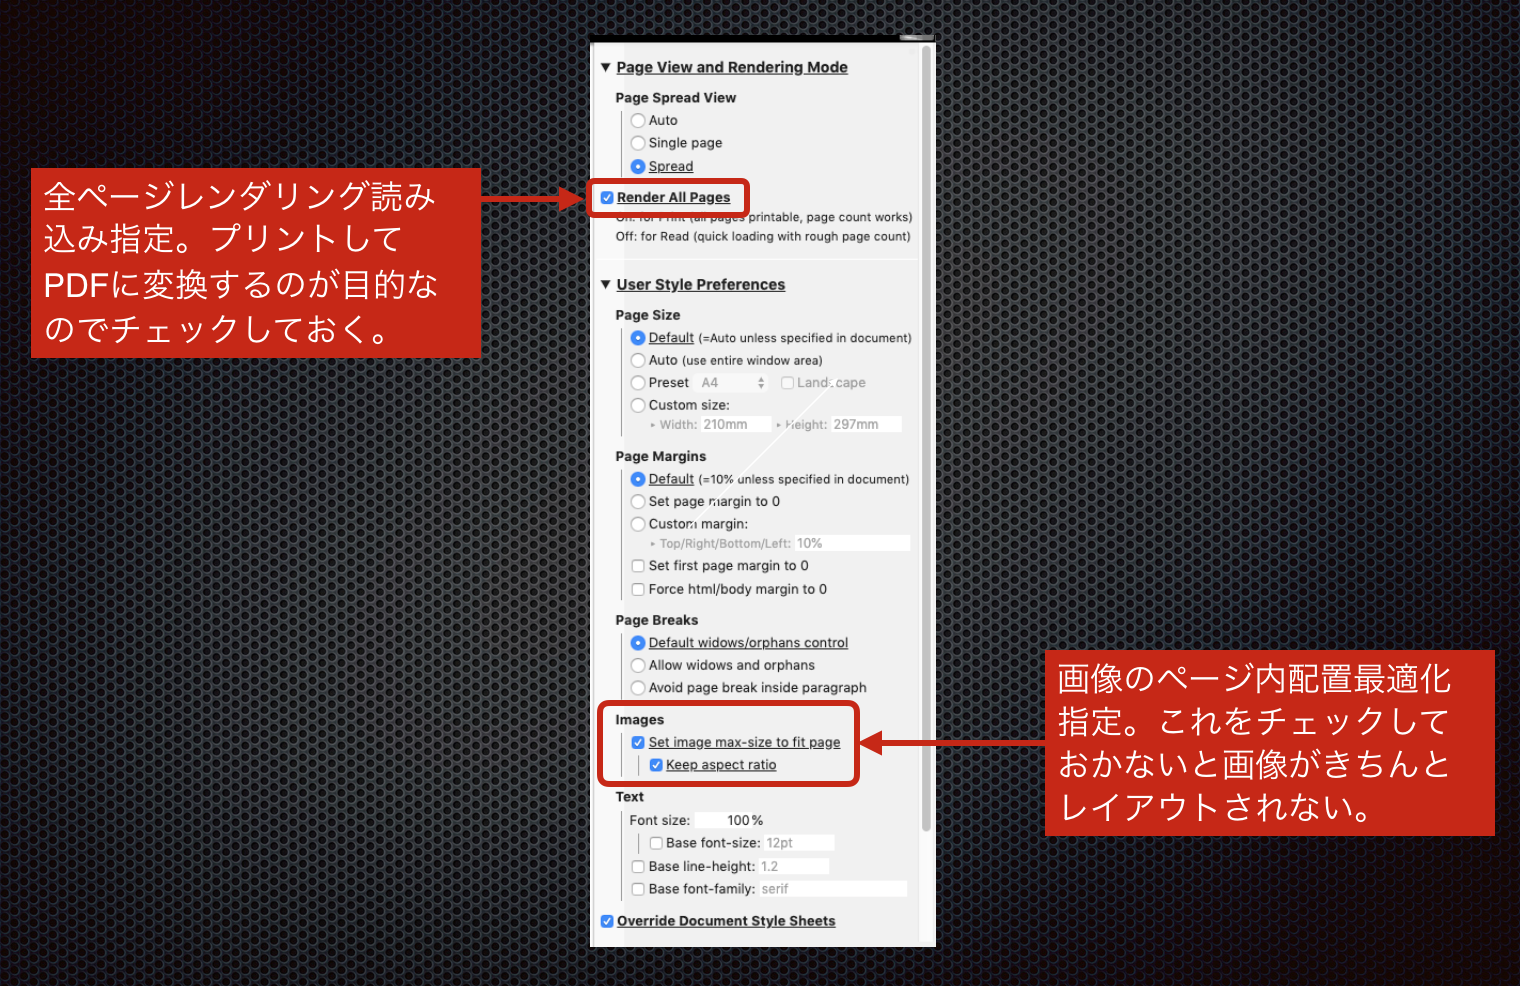 Page View and Rendering Mode
Page Spread View
Auto
Single page
Spread
Render All Pages
On: for Print (all pages printable, page count works)
Off: for Read (quick loading with rough page count)
User Style Preferences
Page Size
Default (=Auto unless specified in document)
Auto (use entire window area)
Preset A4 Landscape
Custom size:
Width: 210mm Height: 297mm
Page Margins
Default (=10% unless specified in document)
Set page margin to 0
Custom margin:
Top/Right/Bottom/Left: 10%
Set first page margin to 0
Force html/body margin to 0
Page Breaks
Default widows/orphans control
Allow widows and orphans
Avoid page break inside paragraph
Images
Set image max-size to fit page
Keep aspect ratio
Text
Font size: 100%
Base font-size: 12pt
Base line-height: 1.2
Base font-family: serif
Override Document Style Sheets
全ページレンダリング読み
込み指定。プリントして
PDFに変換するのが目的な
のでチェックしておく。
画像のページ内配置最適化
指定。これをチェックして
おかないと画像がきちんと
レイアウトされない。